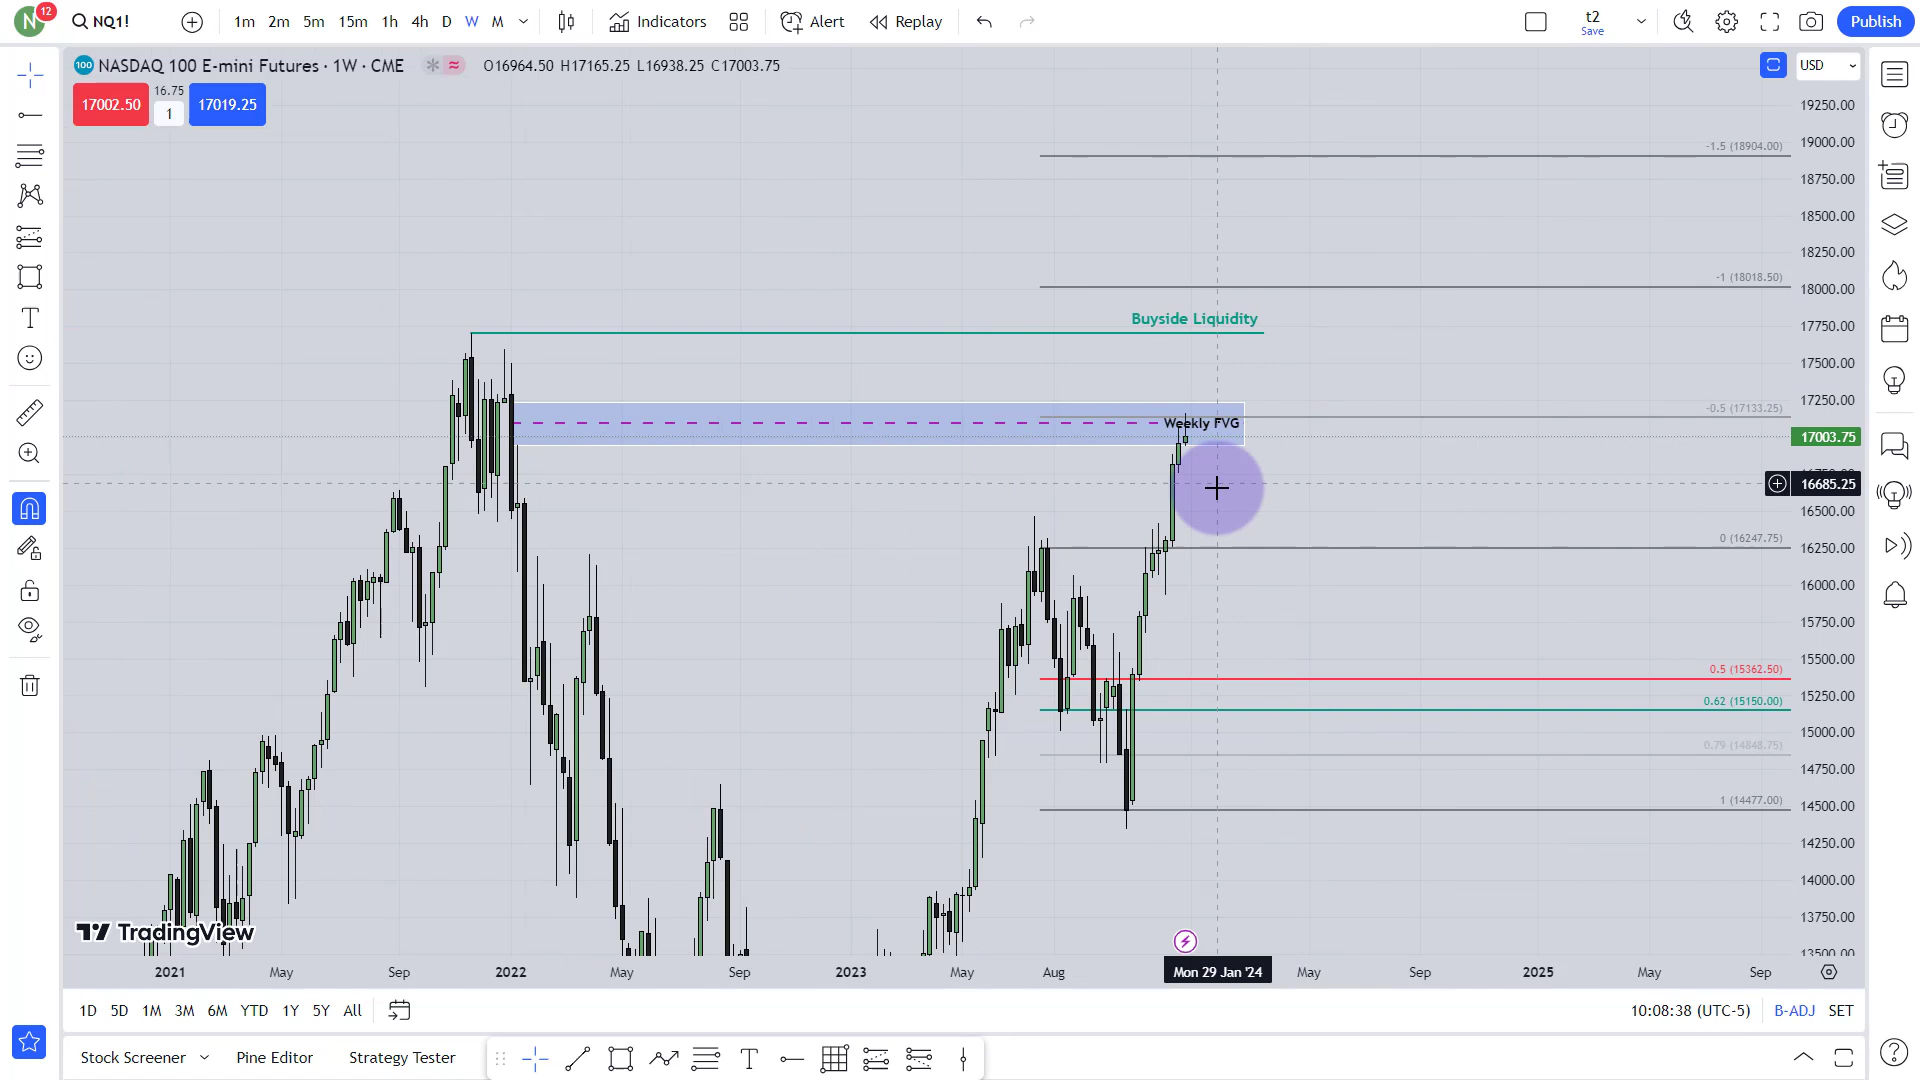 N
12
NQ1!
1m 2m 5m 15m 1h 4h D W M
Indicators
Alert
Replay
t2
Save
Publish
100
NASDAQ 100 E-mini Futures · 1W · CME
O16964.50 H17165.25 L16938.25 C17003.75
USD
17002.50
16.75
1
17019.25
19250.00
19000.00
-1.5 (18904.00)
18750.00
18500.00
18250.00
-1 (18018.50)
18000.00
Buyside Liquidity
17750.00
17500.00
17250.00
-0.5 (17133.25)
Weekly FVG
17003.75
16685.25
16500.00
0 (16247.75)
16250.00
16000.00
15750.00
15500.00
0.5 (15362.50)
15250.00
0.62 (15150.00)
15000.00
0.79 (14848.75)
14750.00
1 (14477.00)
14500.00
14250.00
14000.00
13750.00
13500.00
TradingView
2021 May Sep 2022 May Sep 2023 May Aug Mon 29 Jan '24 May Sep 2025 May Sep
1D 5D 1M 3M 6M YTD 1Y 5Y All
10:08:38 (UTC-5)
B-ADJ SET
Stock Screener
Pine Editor
Strategy Tester